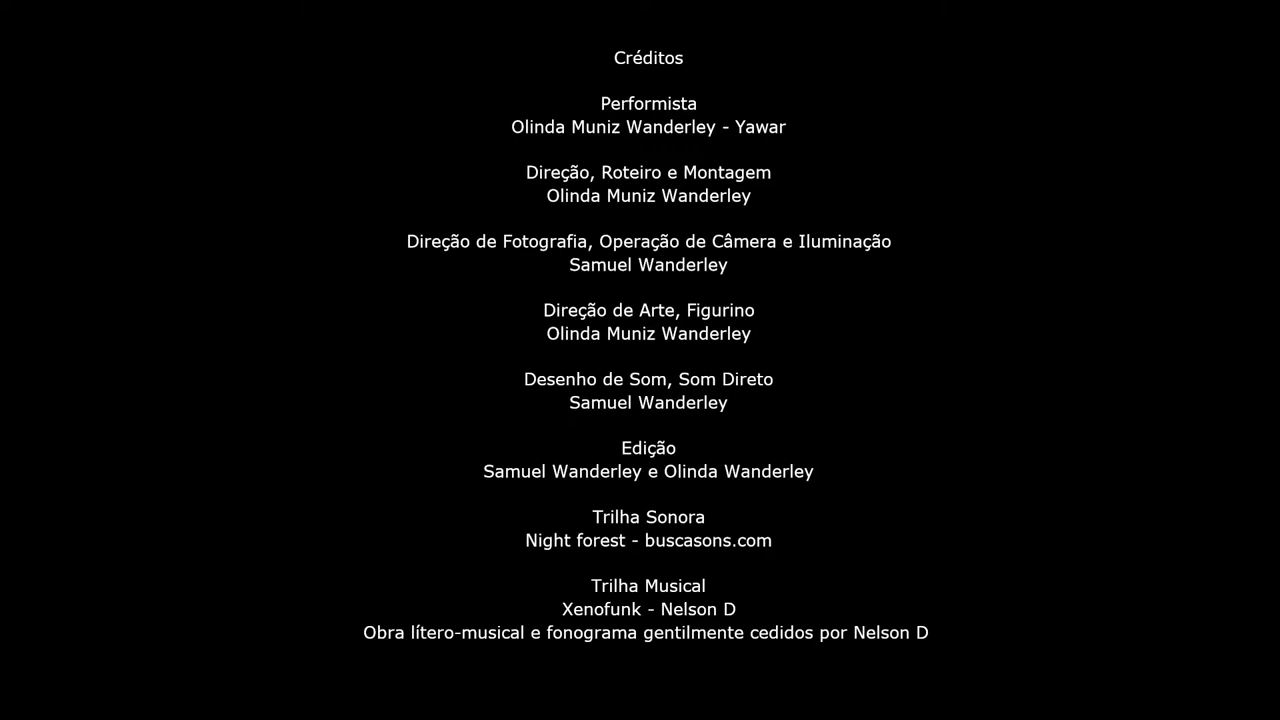 Créditos
Performista
Olinda Muniz Wanderley - Yawar
Direção, Roteiro e Montagem
Olinda Muniz Wanderley
Direção de Fotografia, Operação de Câmera e Iluminação
Samuel Wanderley
Direção de Arte, Figurino
Olinda Muniz Wanderley
Desenho de Som, Som Direto
Samuel Wanderley
Edição
Samuel Wanderley e Olinda Wanderley
Trilha Sonora
Night forest - buscasons.com
Trilha Musical
Xenofunk - Nelson D
Obra lítero-musical e fonograma gentilmente cedidos por Nelson D